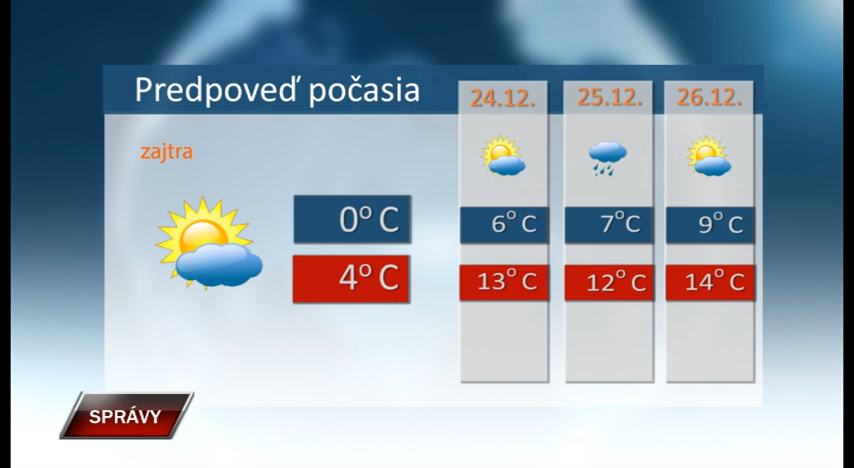 Predpoveď počasia
24.12. 25.12. 26.12.
zajtra
0° C
4° C
6° C 7°C 9° C
13° C 12° C 14° C
SPRÁVY